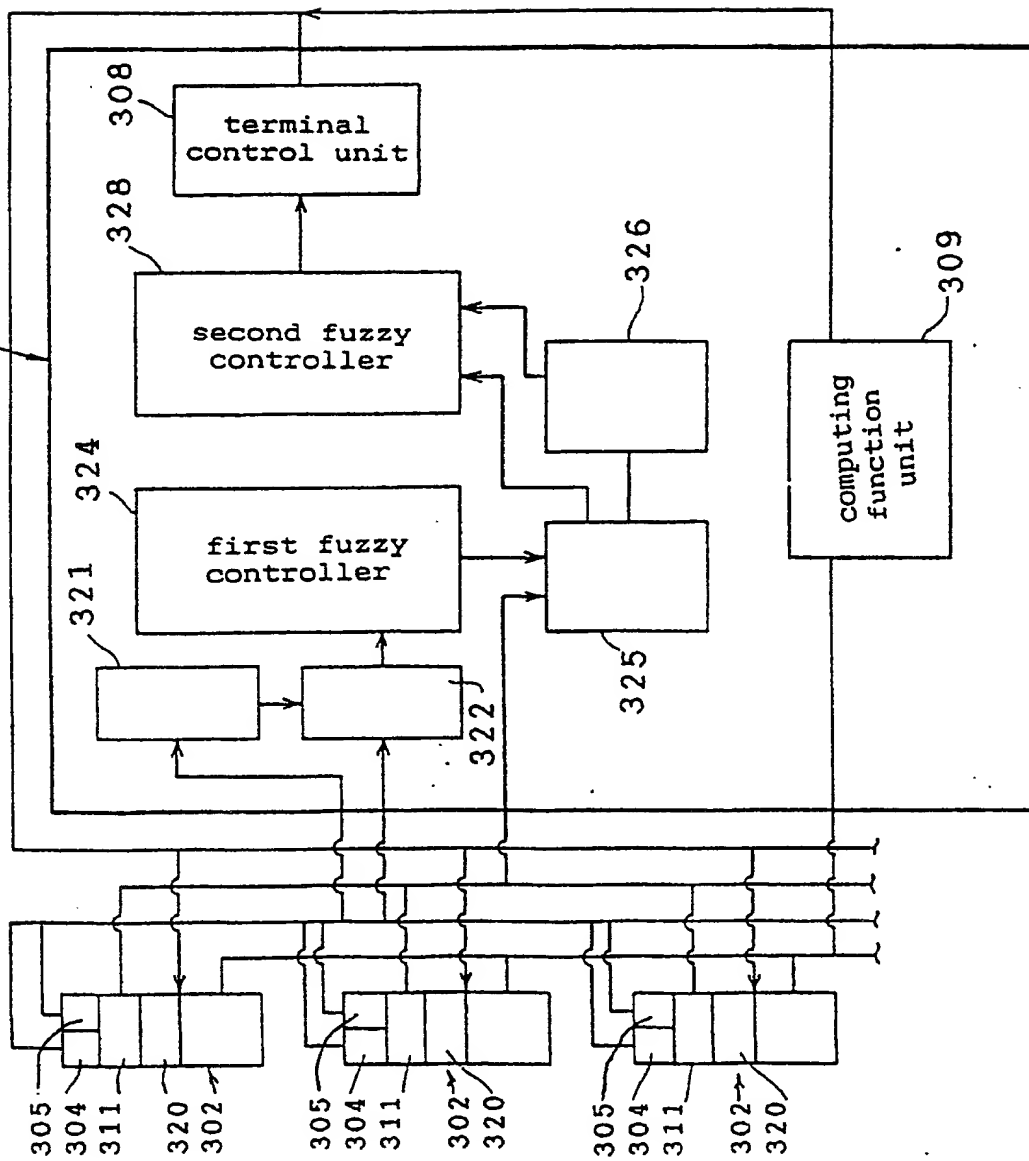 308
terminal
control unit
328
second fuzzy
controller
326
324
first fuzzy
controller
321
322
325
computing
function
unit
309
305
304
311
320
302
305
304
311
302
320
305
304
311
302
320